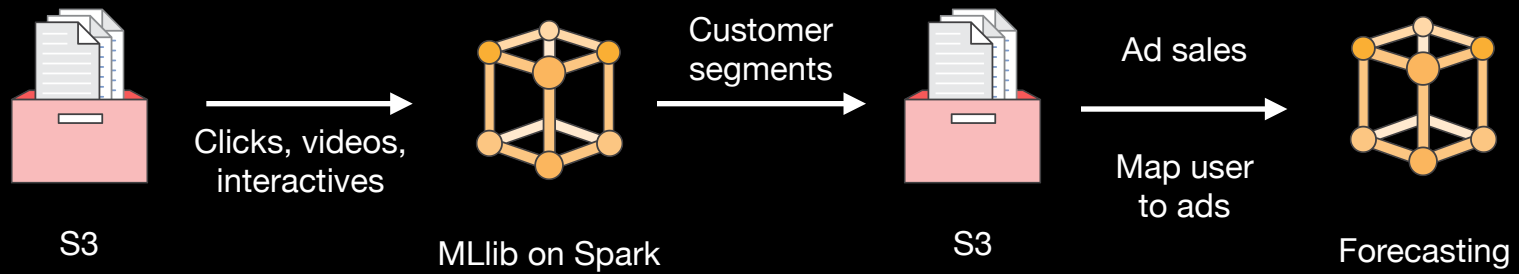 S3
Clicks, videos,
interactives
MLlib on Spark
Customer
segments
S3
Ad sales
Map user
to ads
Forecasting